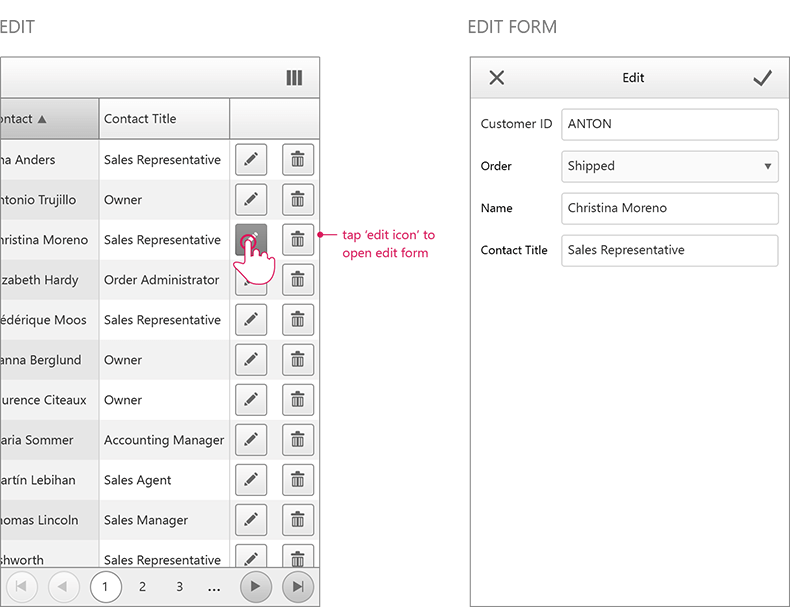 EDIT
EDIT FORM
ontact ▲ Contact Title
na Anders Sales Representative
ntonio Trujillo Owner
hristina Moreno Sales Representative
izabeth Hardy Order Administrator
édérique Moos Sales Representative
anna Berglund Owner
urence Citeaux Owner
aria Sommer Accounting Manager
artín Lebihan Sales Agent
homas Lincoln Sales Manager
shworth Sales Representative
1 2 3 ...
tap ‘edit icon’ to
open edit form
Edit
Customer ID ANTON
Order Shipped
Name Christina Moreno
Contact Title Sales Representative